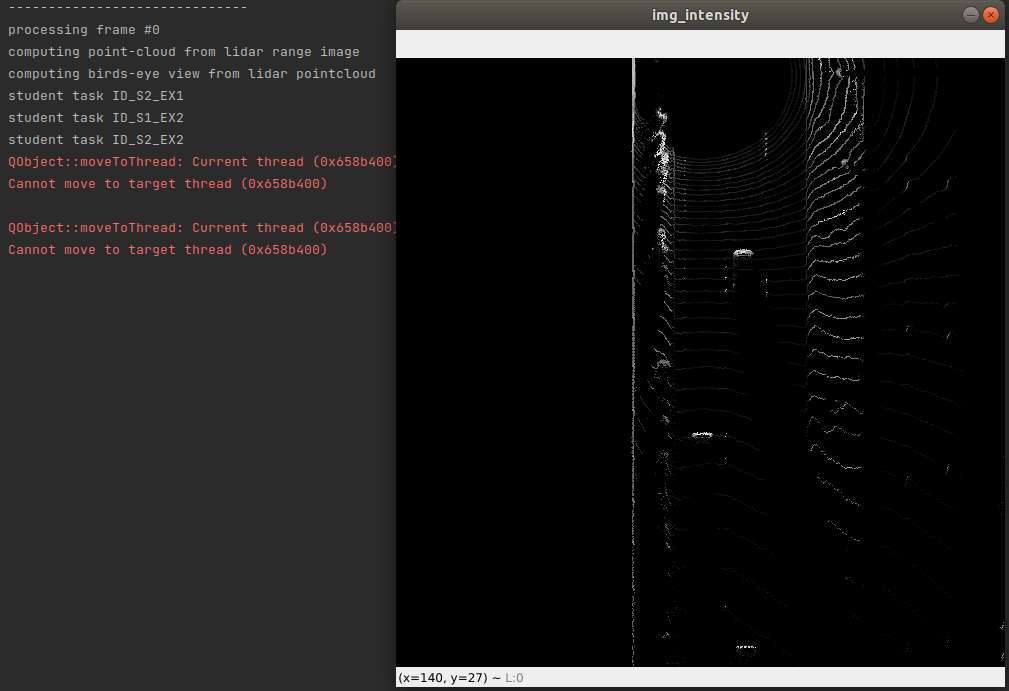 ------------------------------
processing frame #0
computing point-cloud from lidar range image
computing birds-eye view from lidar pointcloud
student task ID_S2_EX1
student task ID_S1_EX2
student task ID_S2_EX2
QObject::moveToThread: Current thread (0x658b400)
Cannot move to target thread (0x658b400)
QObject::moveToThread: Current thread (0x658b400)
Cannot move to target thread (0x658b400)
img_intensity
(x=140, y=27) ~ L:0